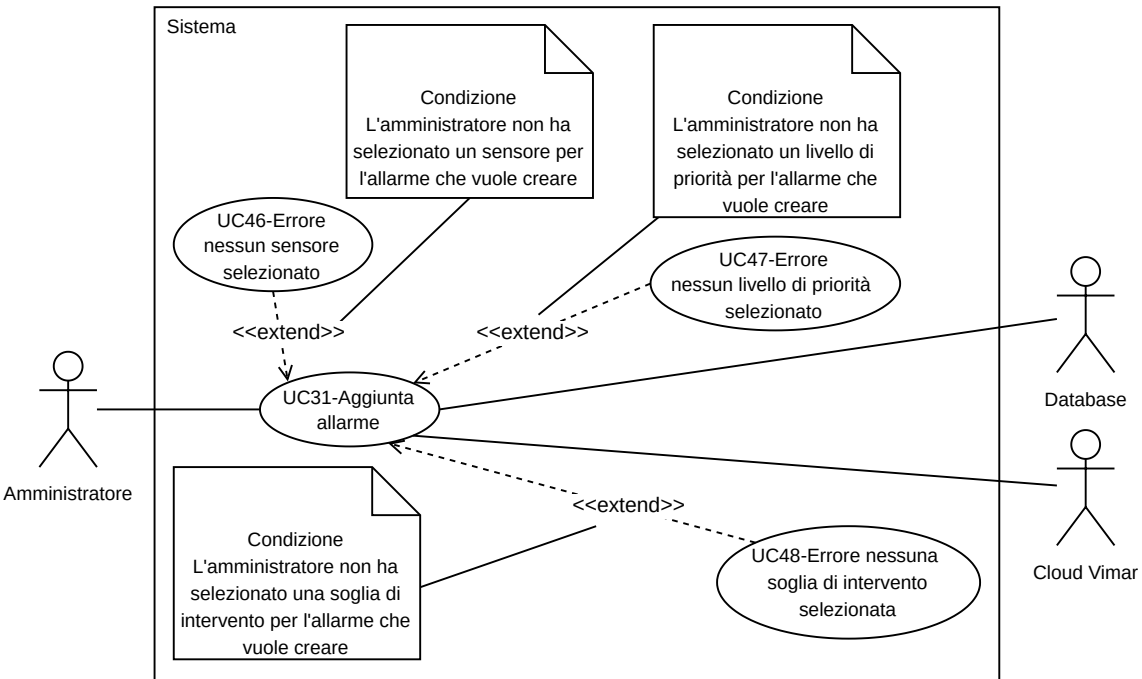 Sistema
Condizione
L'amministratore non ha
selezionato un sensore per
l'allarme che vuole creare
Condizione
L'amministratore non ha
selezionato un livello di
priorità per l'allarme che
vuole creare
UC46-Errore
nessun sensore
selezionato
UC47-Errore
nessun livello di priorità
selezionato
<<extend>>
<<extend>>
UC31-Aggiunta
allarme
Database
Amministratore
<<extend>>
Condizione
L'amministratore non ha
selezionato una soglia di
intervento per l'allarme che
vuole creare
UC48-Errore nessuna
soglia di intervento
selezionata
Cloud Vimar